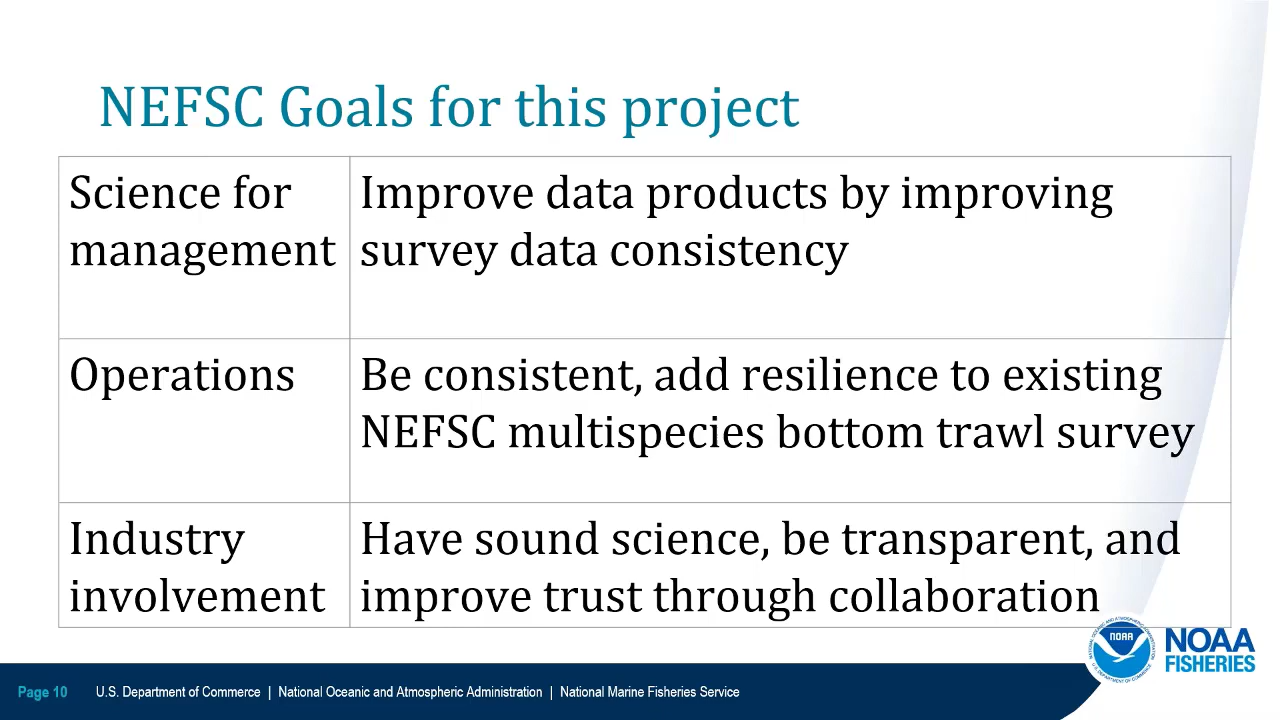 NEFSC Goals for this project
Science for
management
Improve data products by improving
survey data consistency
Operations
Be consistent, add resilience to existing
NEFSC multispecies bottom trawl survey
Industry
involvement
Have sound science, be transparent, and
improve trust through collaboration
NOAA
NOAA
FISHERIES
Page 10 U.S. Department of Commerce | National Oceanic and Atmospheric Administration | National Marine Fisheries Service